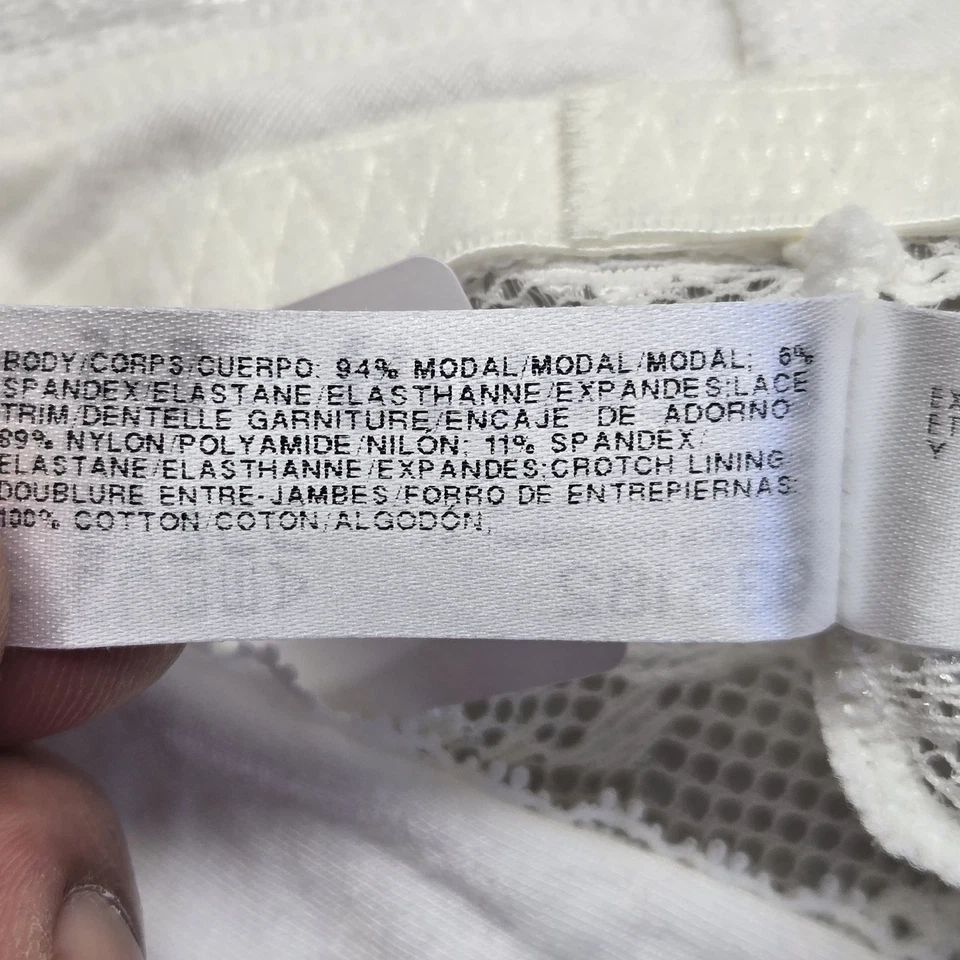 BODY/CORPS/CUERPO: 94% MODAL/MODAL/MODAL; 6%
SPANDEX/ELASTANE/ELASTHANNE/EXPANDES:LACE
TRIM/DENTELLE GARNITURE/ENCAJE DE ADORNO
89% NYLON/POLYAMIDE/NILÓN; 11% SPANDEX/
ELASTANE/ELASTHANNE/EXPANDES:CROTCH LINING
DOUBLURE ENTRE-JAMBES/FORRO DE ENTREPIERNAS:
100% COTTON/COTON/ALGODÓN;
EX
Y